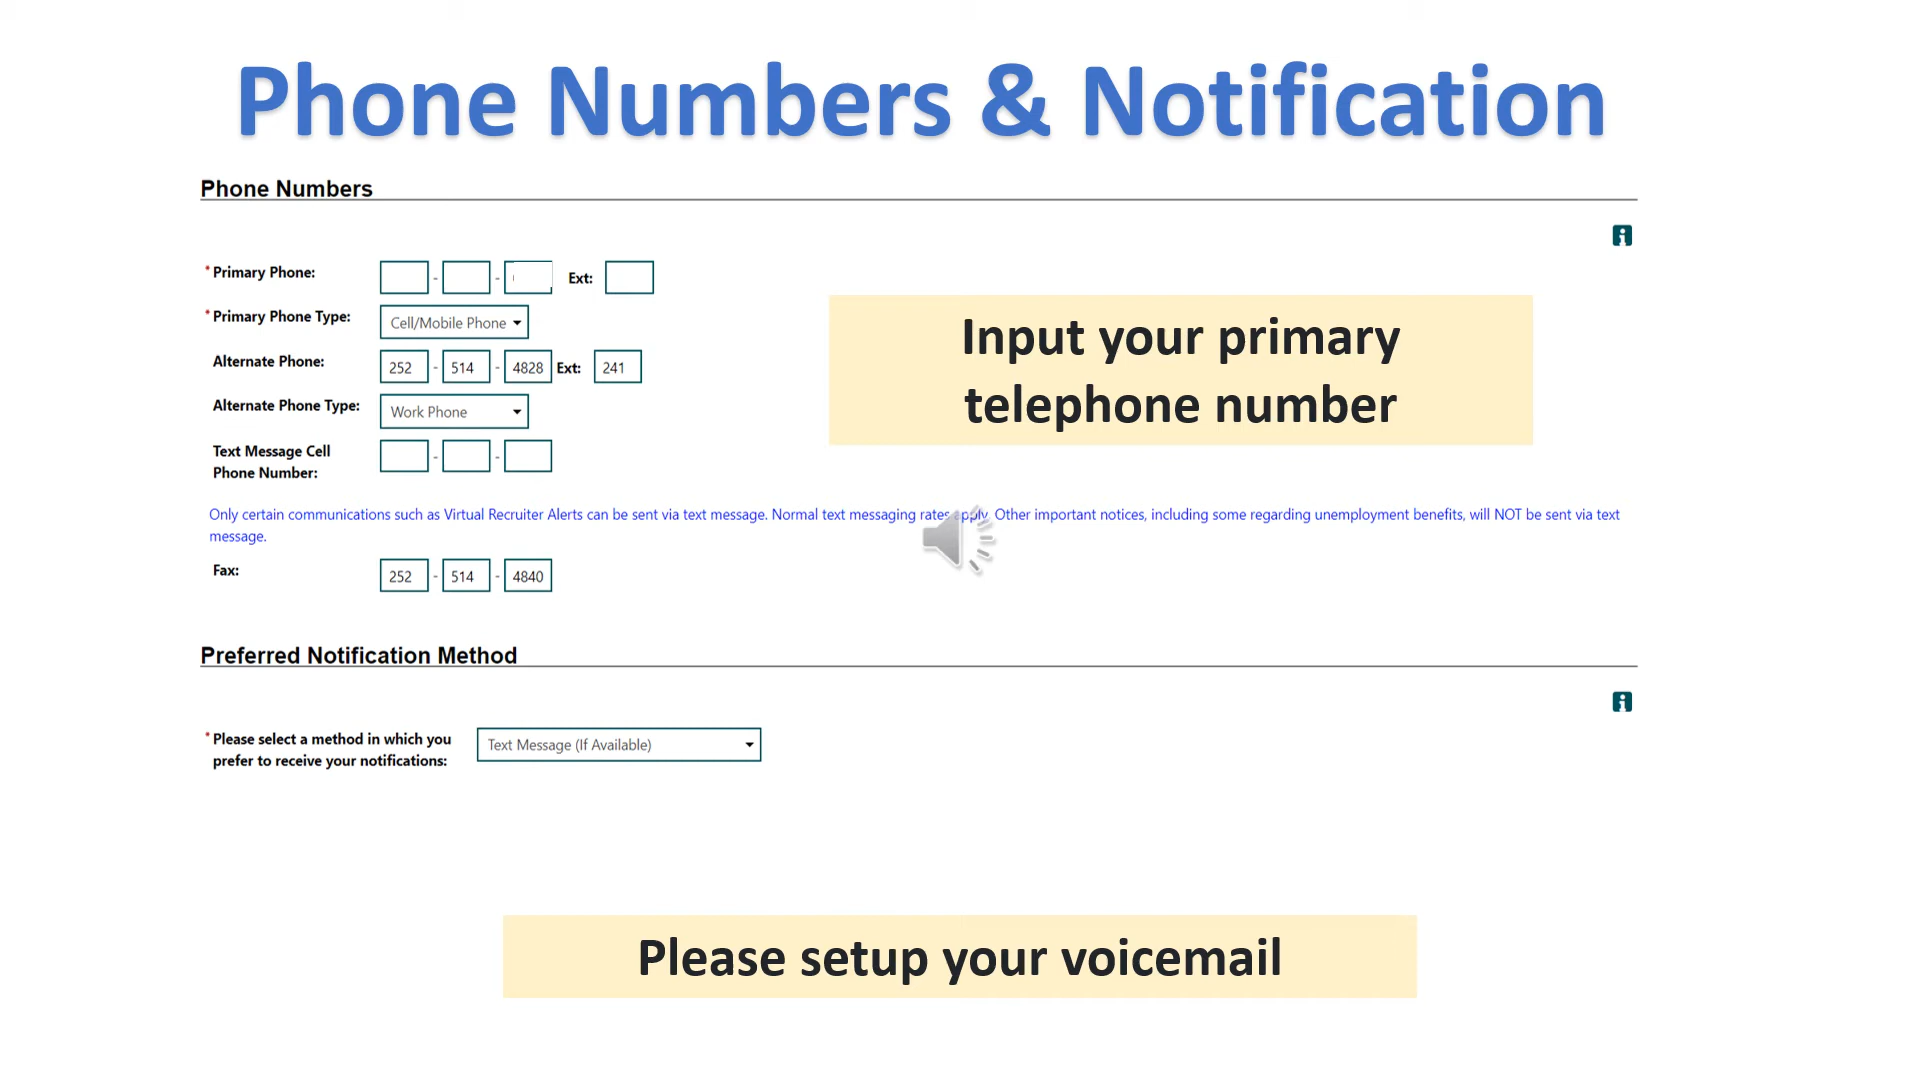 Phone Numbers & Notification
Phone Numbers
*Primary Phone: - - Ext:
*Primary Phone Type: Cell/Mobile Phone
Alternate Phone: 252 - 514 - 4828 Ext: 241
Alternate Phone Type: Work Phone
Text Message Cell
Phone Number: - -
Input your primary
telephone number
Only certain communications such as Virtual Recruiter Alerts can be sent via text message. Normal text messaging rates apply. Other important notices, including some regarding unemployment benefits, will NOT be sent via text
message.
Fax: 252 - 514 - 4840
Preferred Notification Method
*Please select a method in which you
prefer to receive your notifications: Text Message (If Available)
Please setup your voicemail